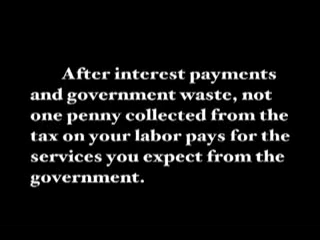 After interest payments
and government waste, not
one penny collected from the
tax on your labor pays for the
services you expect from the
government.